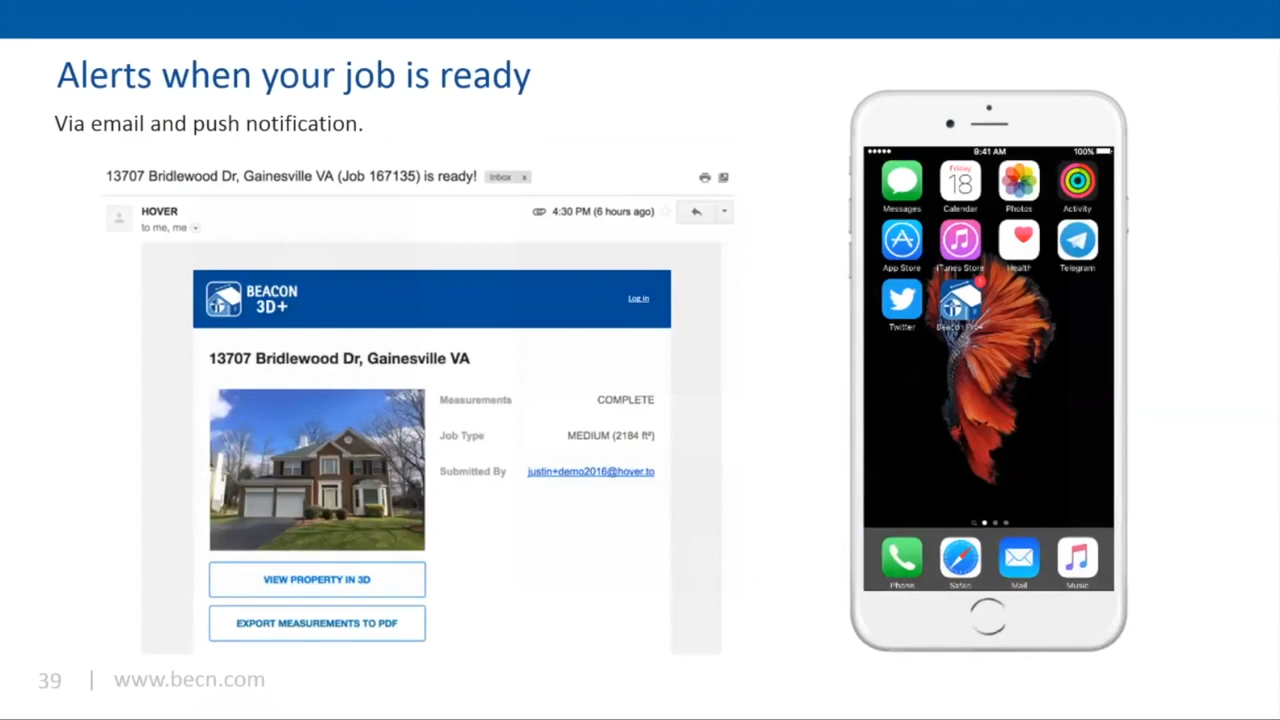 Alerts when your job is ready
Via email and push notification.
13707 Bridlewood Dr, Gainesville VA (Job 167135) is ready! Inbox x
HOVER
4:30 PM (6 hours ago)
to me, me
BEACON
3D+
Log in
13707 Bridlewood Dr, Gainesville VA
Measurements COMPLETE
Job Type MEDIUM (2184 ft²)
Submitted By justin+demo2016@hover.to
VIEW PROPERTY IN 3D
EXPORT MEASUREMENTS TO PDF
9:41 AM 100%
Friday
18
Messages Calendar Photos Activity
App Store iTunes Store Health Telegram
Twitter Beacon
Phone Safari Mail Music
39 | www.becn.com